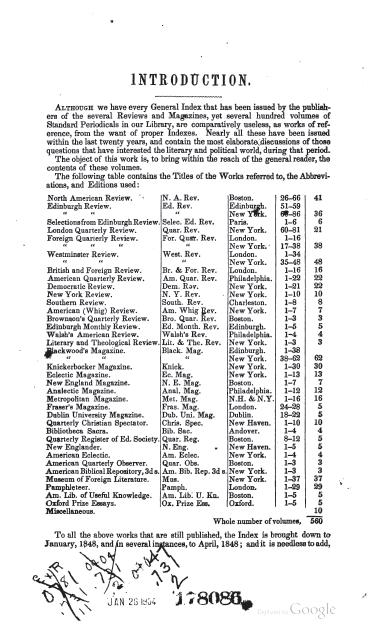 INTRODUCTION.
ALTHOUGH we have every General Index that has been issued by the publish-
ers of the several Reviews and Magazines, yet several hundred volumes of
Standard Periodicals in our Library, are comparatively useless, as works of refer-
ence, from the want of proper Indexes. Nearly all these have been issued
within the last twenty years, and contain the most elaborate discussions of those
questions that have interested the literary and political world, during that period.
The object of this work is, to bring within the reach of the general reader, the
contents of these volumes.
The following table contains the Titles of the Works referred to, the Abbrevi-
ations, and Editions used:
North American Review. N. A. Rev. Boston. 26-66 41
Edinburgh Review. Ed. Rev. Edinburgh. 51-59
" " " New York. 60-86 36
Selections from Edinburgh Review. Selec. Ed. Rev. Paris. 1-6 6
London Quarterly Review. Quar. Rev. New York. 60-81 21
Foreign Quarterly Review. For. Quar. Rev. London. 1-16
" " " New York. 17-38 38
Westminster Review. West. Rev. London. 1-34
" " New York. 35-48 48
British and Foreign Review. Br. & For. Rev. London. 1-16 16
American Quarterly Review. Am. Quar. Rev. Philadelphia. 1-22 22
Democratic Review. Dem. Rev. New York. 1-21 22
New York Review. N. Y. Rev. New York. 1-10 10
Southern Review. South. Rev. Charleston. 1-8 8
American (Whig) Review. Am. Whig Rev. New York. 1-7 7
Brownson's Quarterly Review. Bro. Quar. Rev. Boston. 1-3 3
Edinburgh Monthly Review. Ed. Month. Rev. Edinburgh. 1-5 5
Walsh's American Review. Walsh's Rev. Philadelphia. 1-4 4
Literary and Theological Review. Lit. & The. Rev. New York. 1-3 3
Blackwood's Magazine. Black. Mag. Edinburgh. 1-38
" " New York. 38-62 62
Knickerbocker Magazine. Knick. New York. 1-30 30
Eclectic Magazine. Ec. Mag. New York. 1-13 13
New England Magazine. N. E. Mag. Boston. 1-7 7
Analectic Magazine. Anal. Mag. Philadelphia. 1-12 12
Metropolitan Magazine. Met. Mag. N.H. & N.Y. 1-16 16
Fraser's Magazine. Fras. Mag. London. 24-28 5
Dublin University Magazine. Dub. Uni. Mag. Dublin. 18-22 5
Quarterly Christian Spectator. Chris. Spec. New Haven. 1-10 10
Bibliotheca Sacra. Bib. Sac. Andover. 1-4 4
Quarterly Register of Ed. Society. Quar. Reg. Boston. 8-12 5
New Englander. N. Eng. New Haven. 1-5 5
American Eclectic. Am. Eclec. New York. 1-4 4
American Quarterly Observer. Quar. Obs. Boston. 1-3 3
American Biblical Repository, 3d s. Am. Bib. Rep. 3d s. New York. 1-3 3
Museum of Foreign Literature. Mus. New York. 1-37 37
Pamphleteer. Pamph. London. 1-29 29
Am. Lib. of Useful Knowledge. Am. Lib. U. Kn. Boston. 1-5 5
Oxford Prize Essays. Ox. Prize Ess. Oxford. 1-5 5
Miscellaneous. 10
Whole number of volumes, 560
To all the above works that are still published, the Index is brought down to
January, 1848, and in several instances, to April, 1848; and it is needless to add,
JAN 26 1904
178086
Google